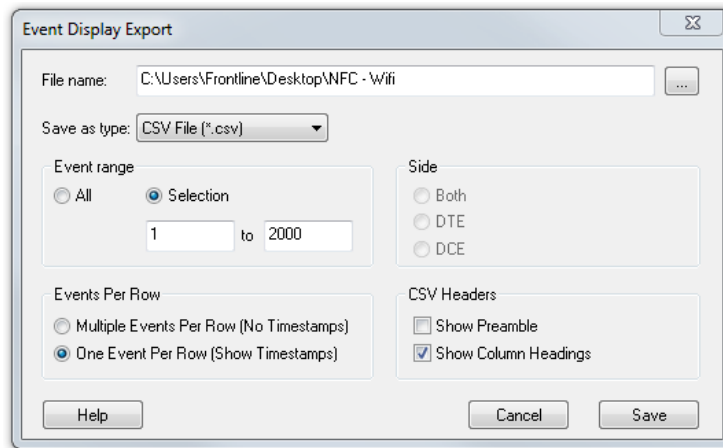 Event Display Export
File name: C:\Users\Frontline\Desktop\NFC - Wifi ...
Save as type: CSV File (*.csv)
Event range
All Selection
1 to 2000
Side
Both
DTE
DCE
Events Per Row
Multiple Events Per Row (No Timestamps)
One Event Per Row (Show Timestamps)
CSV Headers
Show Preamble
Show Column Headings
Help Cancel Save